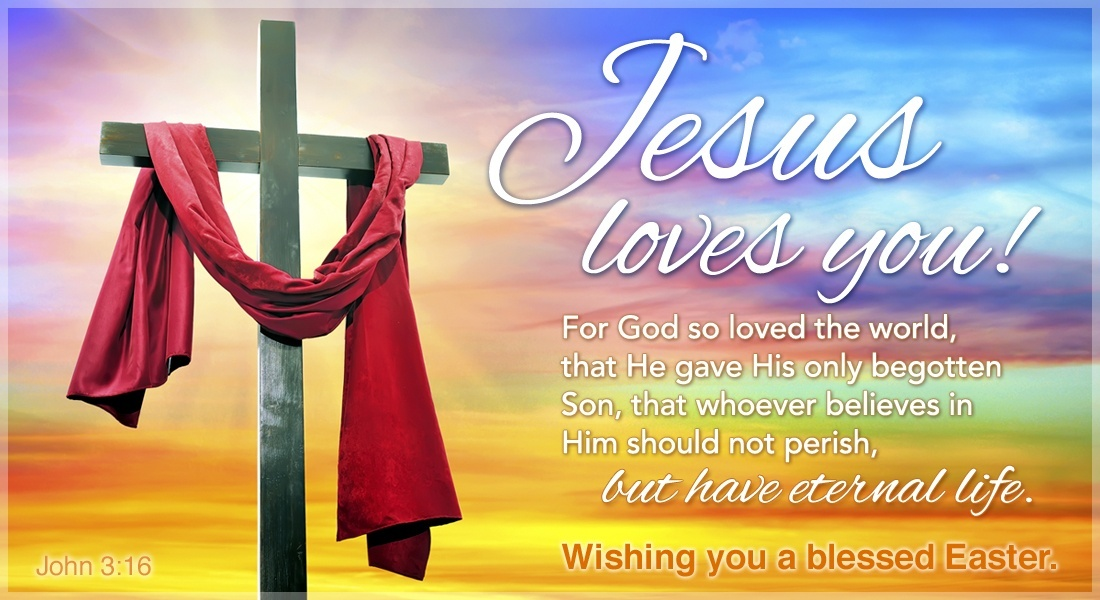 Jesus
loves you!
For God so loved the world,
that He gave His only begotten
Son, that whoever believes in
Him should not perish,
but have eternal life.
Wishing you a blessed Easter.
John 3:16